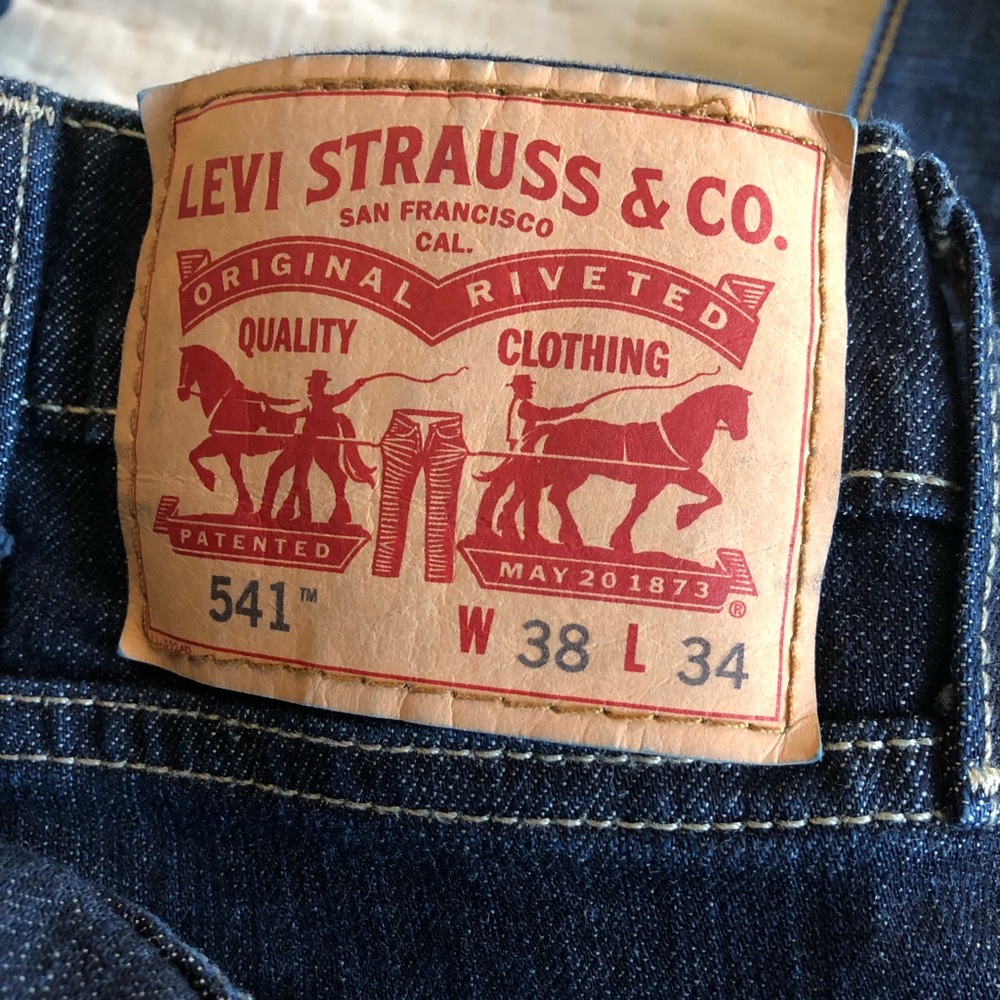 LEVI STRAUSS & CO.
SAN FRANCISCO
CAL.
ORIGINAL RIVETED
QUALITY CLOTHING
PATENTED MAY 20 1873 ®
541™ W 38 L 34